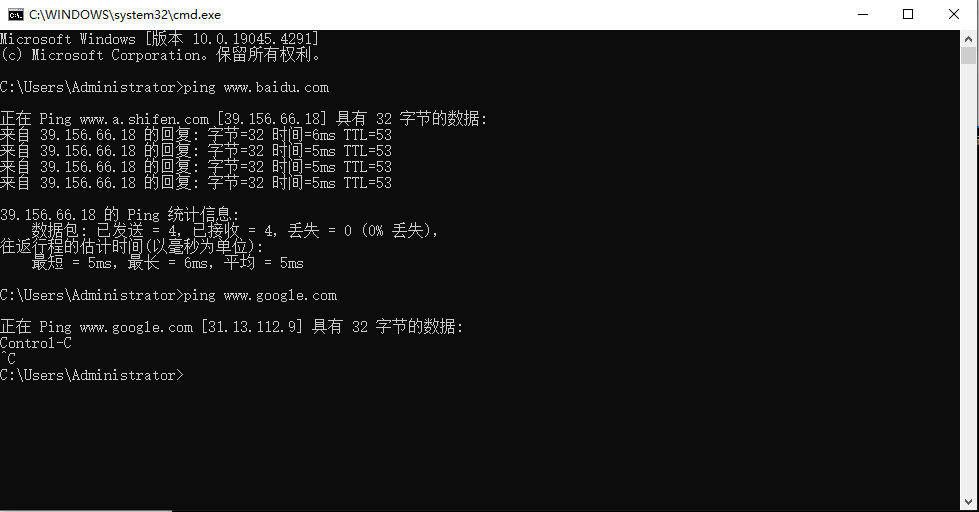 C:\WINDOWS\system32\cmd.exe
Microsoft Windows [版本 10.0.19045.4291]
(c) Microsoft Corporation。保留所有权利。
C:\Users\Administrator>ping www.baidu.com
正在 Ping www.a.shifen.com [39.156.66.18] 具有 32 字节的数据:
来自 39.156.66.18 的回复: 字节=32 时间=6ms TTL=53
来自 39.156.66.18 的回复: 字节=32 时间=5ms TTL=53
来自 39.156.66.18 的回复: 字节=32 时间=5ms TTL=53
来自 39.156.66.18 的回复: 字节=32 时间=5ms TTL=53
39.156.66.18 的 Ping 统计信息:
    数据包: 已发送 = 4，已接收 = 4，丢失 = 0 (0% 丢失)，
往返行程的估计时间(以毫秒为单位):
    最短 = 5ms，最长 = 6ms，平均 = 5ms
C:\Users\Administrator>ping www.google.com
正在 Ping www.google.com [31.13.112.9] 具有 32 字节的数据:
Control-C
^C
C:\Users\Administrator>